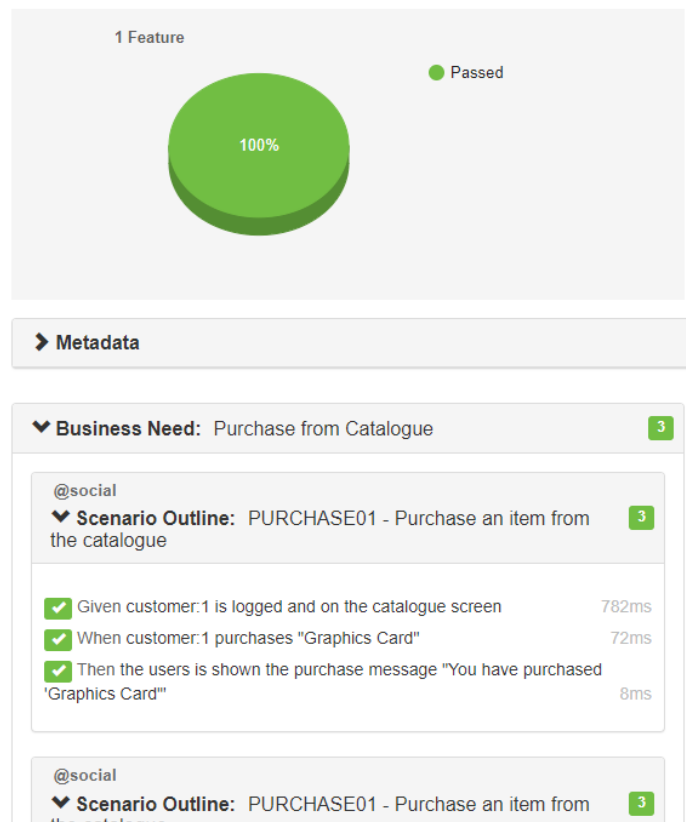 1 Feature
Passed
100%
Metadata
Business Need: Purchase from Catalogue 3
@social
Scenario Outline: PURCHASE01 - Purchase an item from 3
the catalogue
Given customer:1 is logged and on the catalogue screen 782ms
When customer:1 purchases "Graphics Card" 72ms
Then the users is shown the purchase message "You have purchased
'Graphics Card'" 8ms
@social
Scenario Outline: PURCHASE01 - Purchase an item from 3
the catalogue